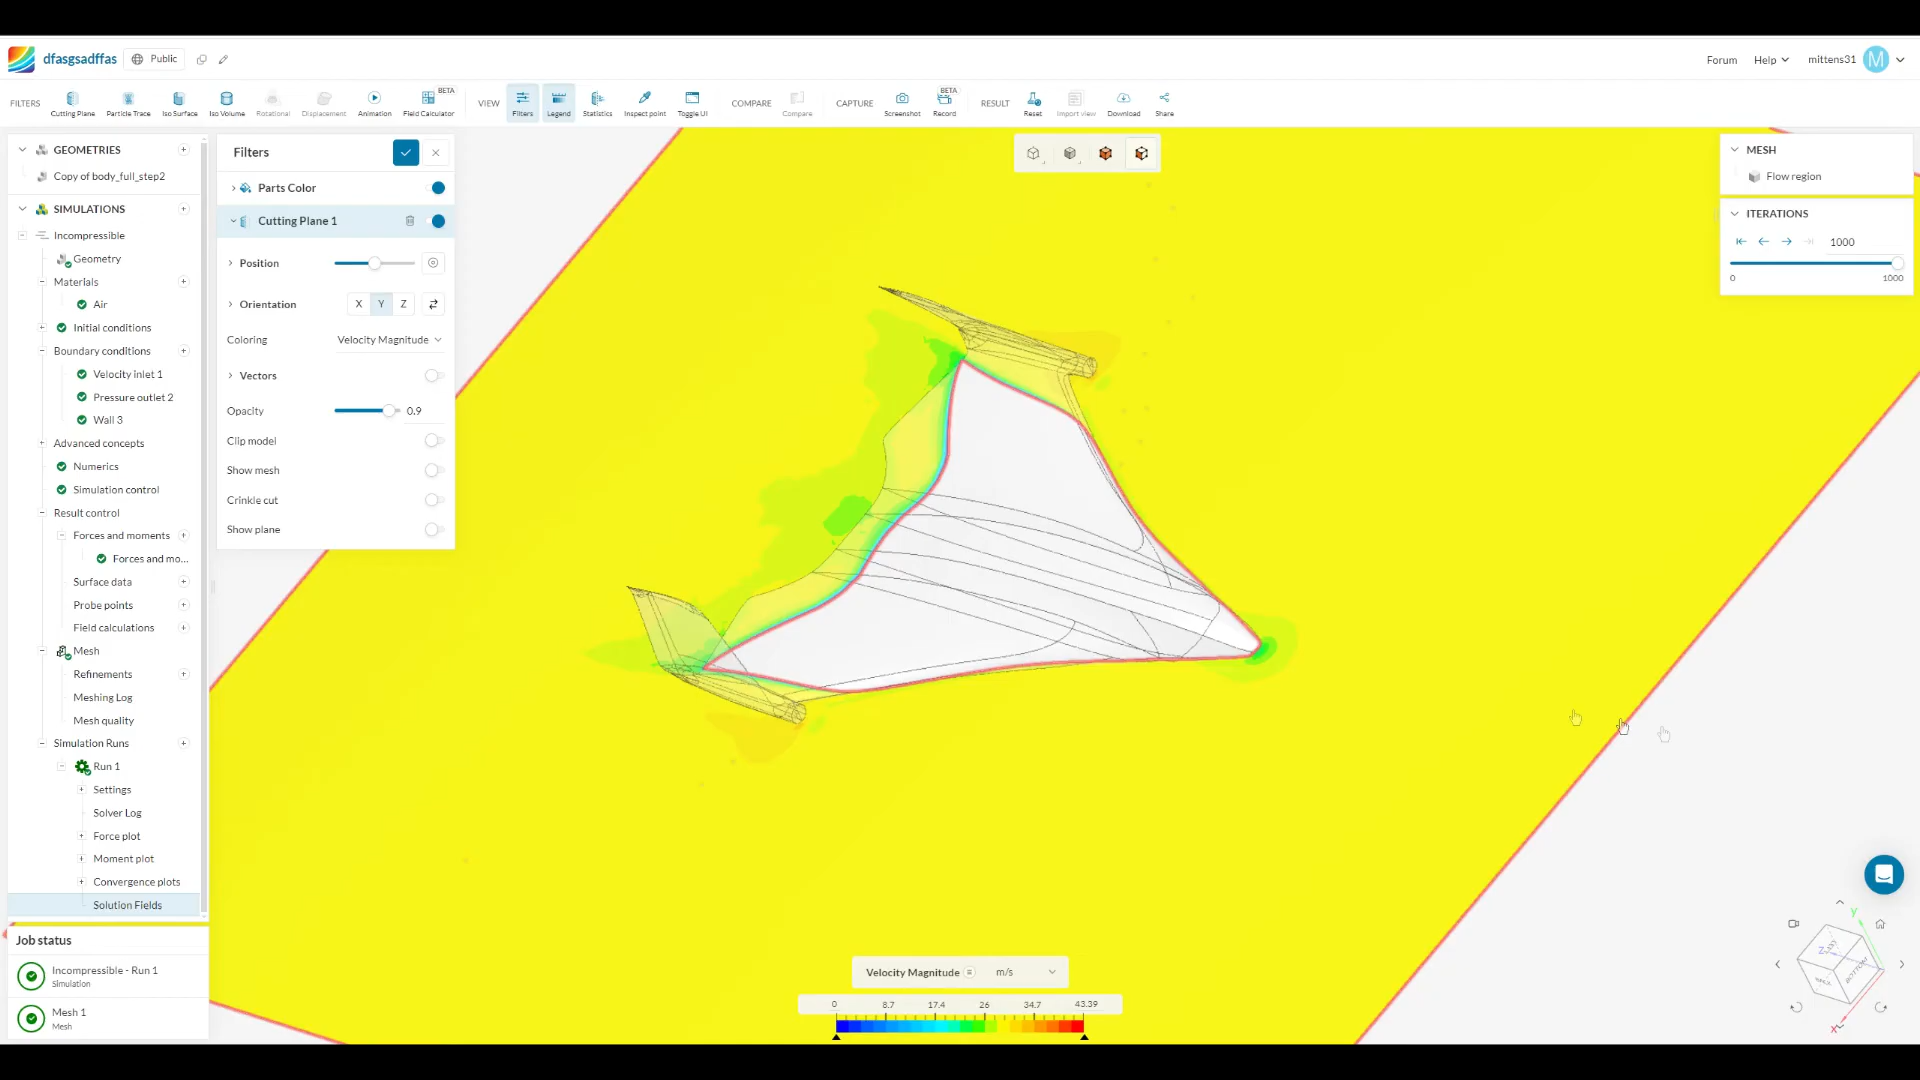 dfasgsadffas
Public
Forum
Help
mittens31
M
FILTERS
Cutting Plane
Particle Trace
Iso Surface
Iso Volume
Rotational
Displacement
Animation
BETA
Field Calculator
VIEW
Filters
Legend
Statistics
Inspect point
Toggle UI
COMPARE
Compare
CAPTURE
Screenshot
BETA
Record
RESULT
Reset
Import view
Download
Share
GEOMETRIES
Copy of body_full_step2
SIMULATIONS
Incompressible
Geometry
Materials
Air
Initial conditions
Boundary conditions
Velocity inlet 1
Pressure outlet 2
Wall 3
Advanced concepts
Numerics
Simulation control
Result control
Forces and moments
Forces and mo...
Surface data
Probe points
Field calculations
Mesh
Refinements
Meshing Log
Mesh quality
Simulation Runs
Run 1
Settings
Solver Log
Force plot
Moment plot
Convergence plots
Solution Fields
Job status
Incompressible - Run 1
Simulation
Mesh 1
Mesh
Filters
Parts Color
Cutting Plane 1
Position
Orientation
X Y Z
Coloring
Velocity Magnitude
Vectors
Opacity
0.9
Clip model
Show mesh
Crinkle cut
Show plane
MESH
Flow region
ITERATIONS
1000
0
1000
Velocity Magnitude
m/s
0 8.7 17.4 26 34.7 43.39
y
Z
BOTTOM
x